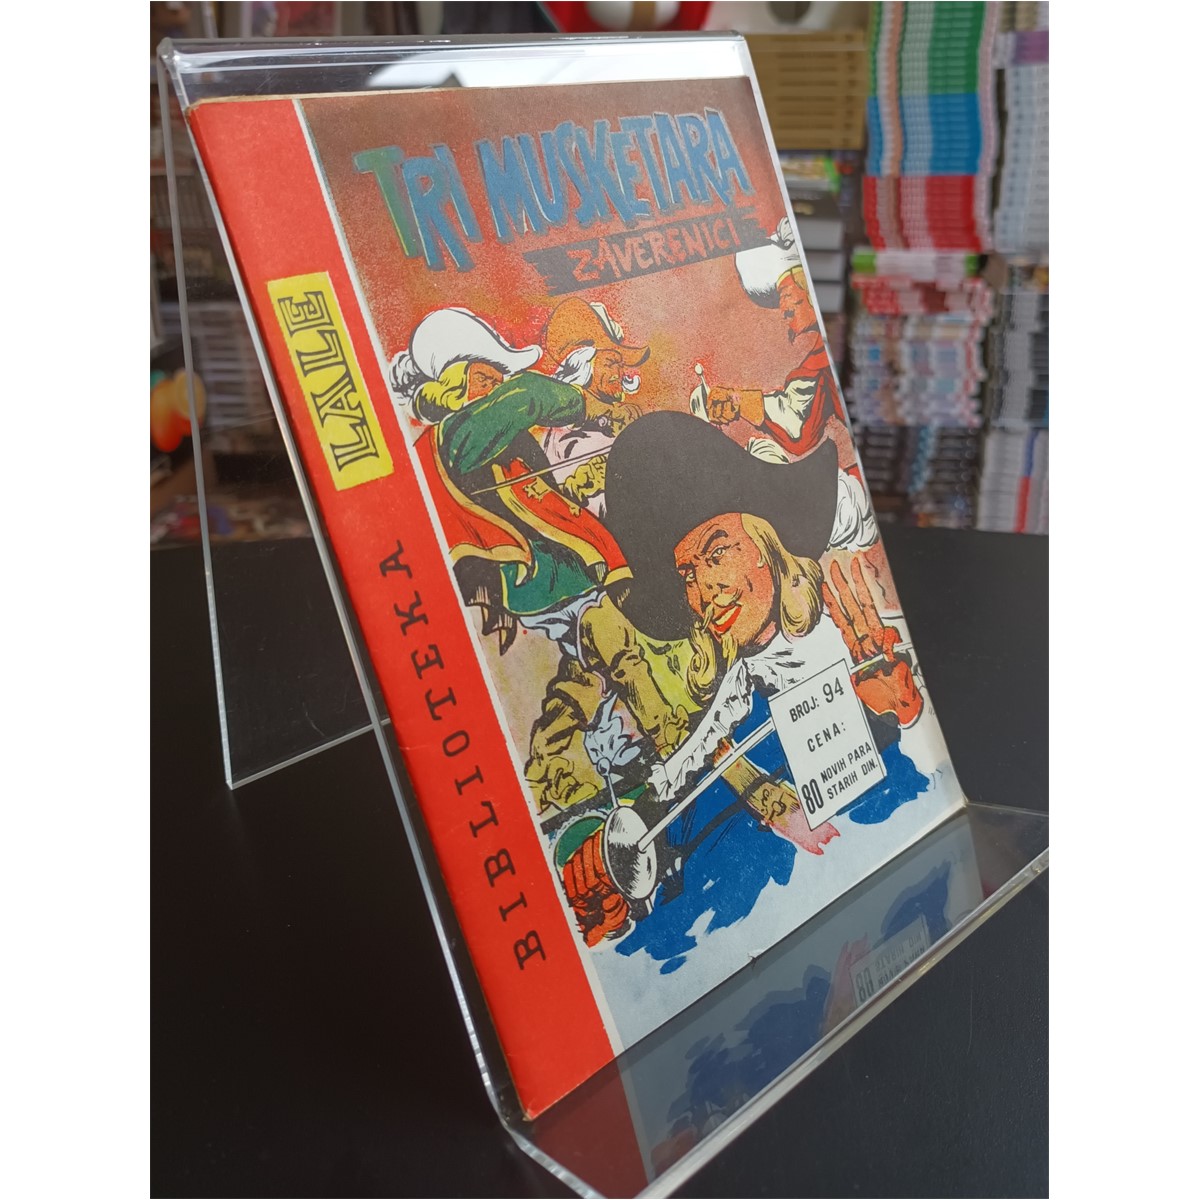 TRI MUSKETARA
ZAVERENICI
BIBLIOTEKA LALE
BROJ: 94
CENA:
80 NOVIH PARA
STARIH DIN.